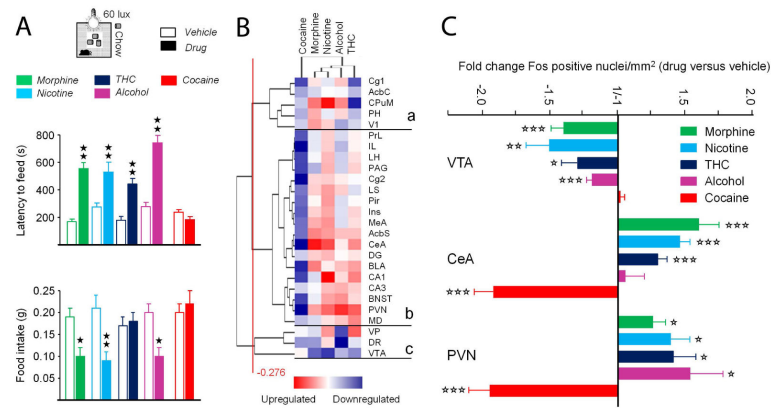 A
60 lux
Chow
Vehicle
Drug
Morphine
THC
Cocaine
Nicotine
Alcohol
Latency to feed (s)
800
600
400
200
★★
★★
★★
★★
Food intake (g)
0.25
0.20
0.15
0.10
0.05
★
★★
★
B
Cocaine
Morphine
Nicotine
Alcohol
THC
Cg1
AcbC
CPuM
PH
V1
a
PrL
IL
LH
PAG
Cg2
LS
Pir
Ins
MeA
AcbS
CeA
DG
BLA
CA1
CA3
BNST
PVN
MD
b
VP
DR
VTA
c
-0.276
Upregulated
Downregulated
C
Fold change Fos positive nuclei/mm² (drug versus vehicle)
-2.0
-1.5
-1/1
1.5
2.0
VTA
☆☆☆
☆☆
☆
☆☆☆
Morphine
Nicotine
THC
Alcohol
Cocaine
CeA
☆☆☆
☆☆☆
☆☆☆
☆☆☆
PVN
☆
☆
☆
☆
☆☆☆